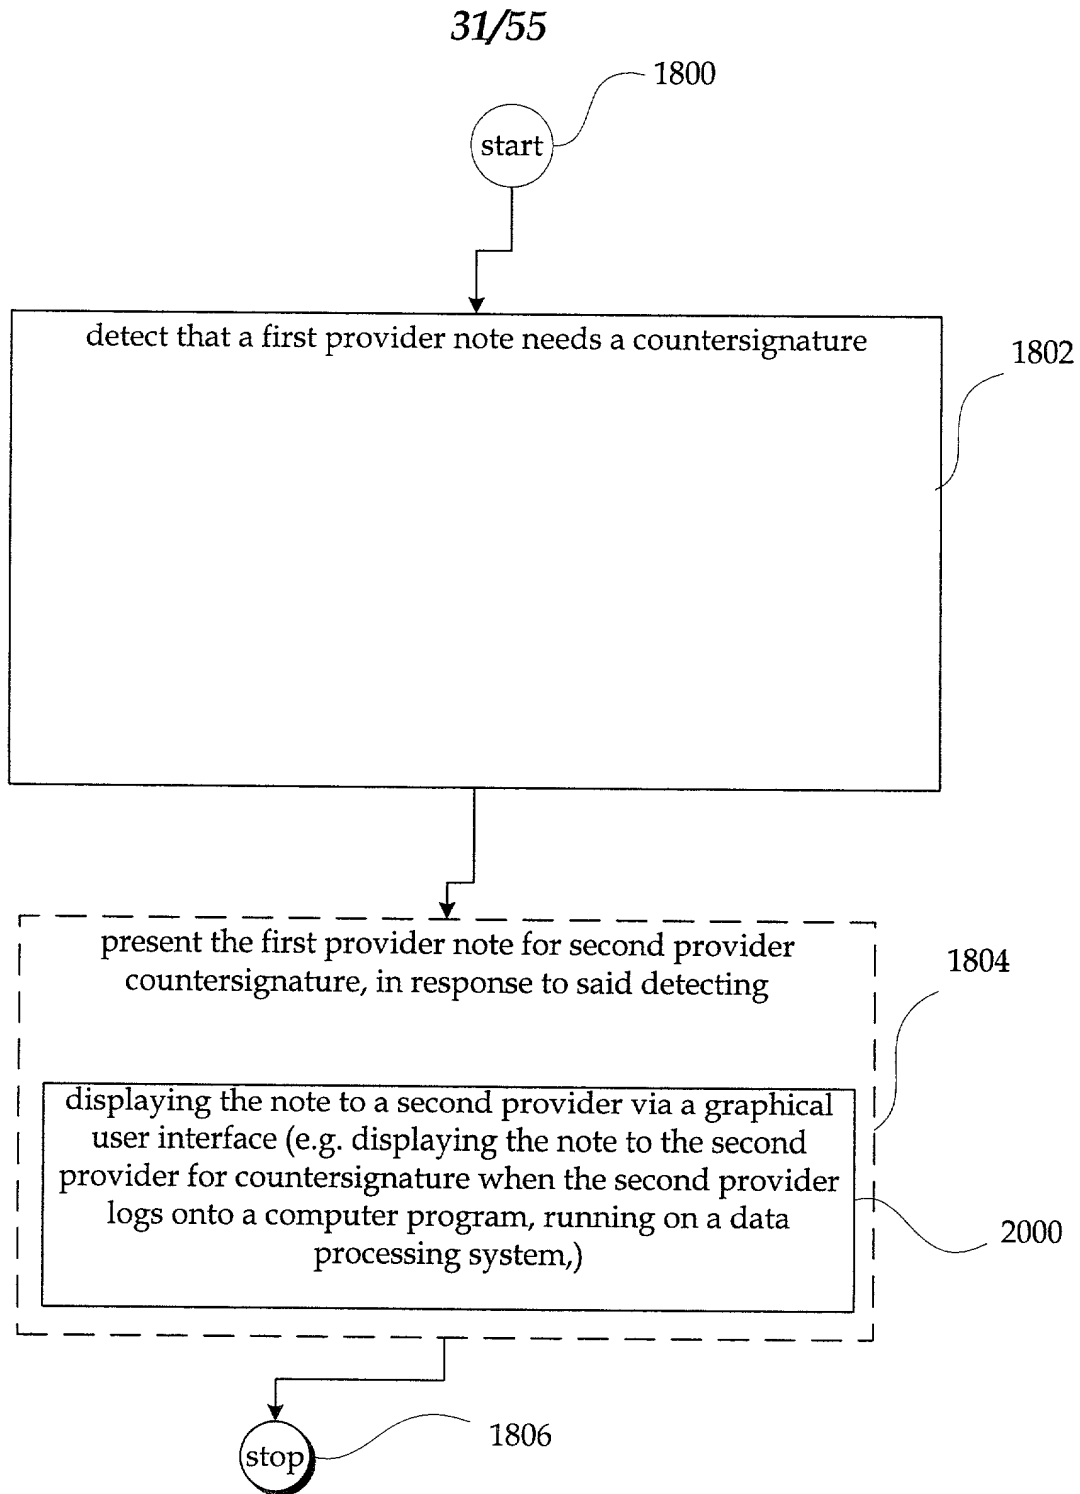 31/55
1800
start
detect that a first provider note needs a countersignature
1802
present the first provider note for second provider
countersignature, in response to said detecting
1804
displaying the note to a second provider via a graphical
user interface (e.g. displaying the note to the second
provider for countersignature when the second provider
logs onto a computer program, running on a data
processing system,)
2000
stop
1806